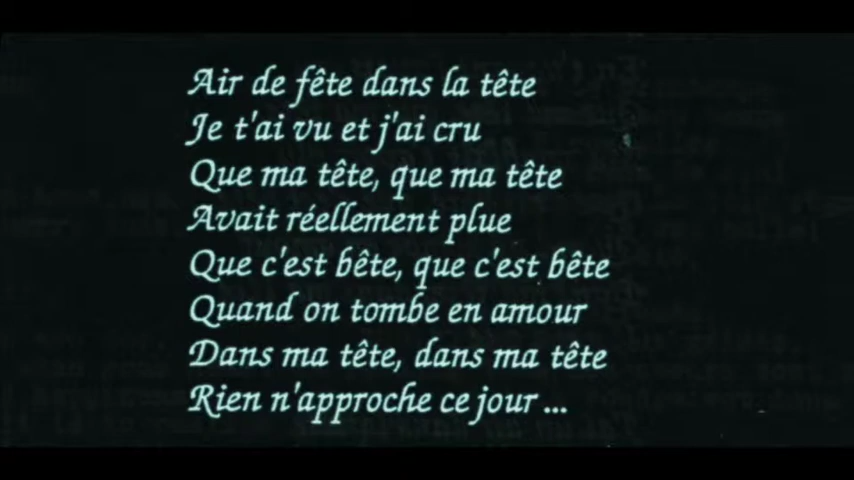 Air de fête dans la tête
Je t'ai vu et j'ai cru
Que ma tête, que ma tête
Avait réellement plue
Que c'est bête, que c'est bête
Quand on tombe en amour
Dans ma tête, dans ma tête
Rien n'approche ce jour ...